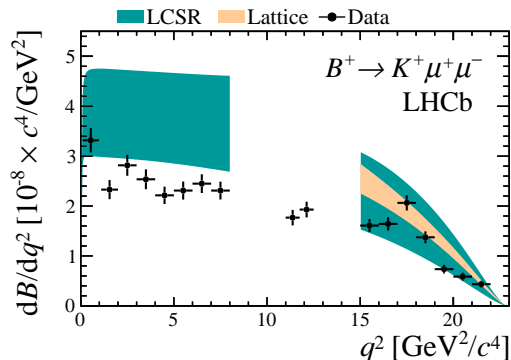 LCSR Lattice Data
dB/dq² [10⁻⁸ × c⁴/GeV²]
5
4
3
2
1
0
B⁺→ K⁺μ⁺μ⁻
LHCb
0 5 10 15 20
q² [GeV²/c⁴]